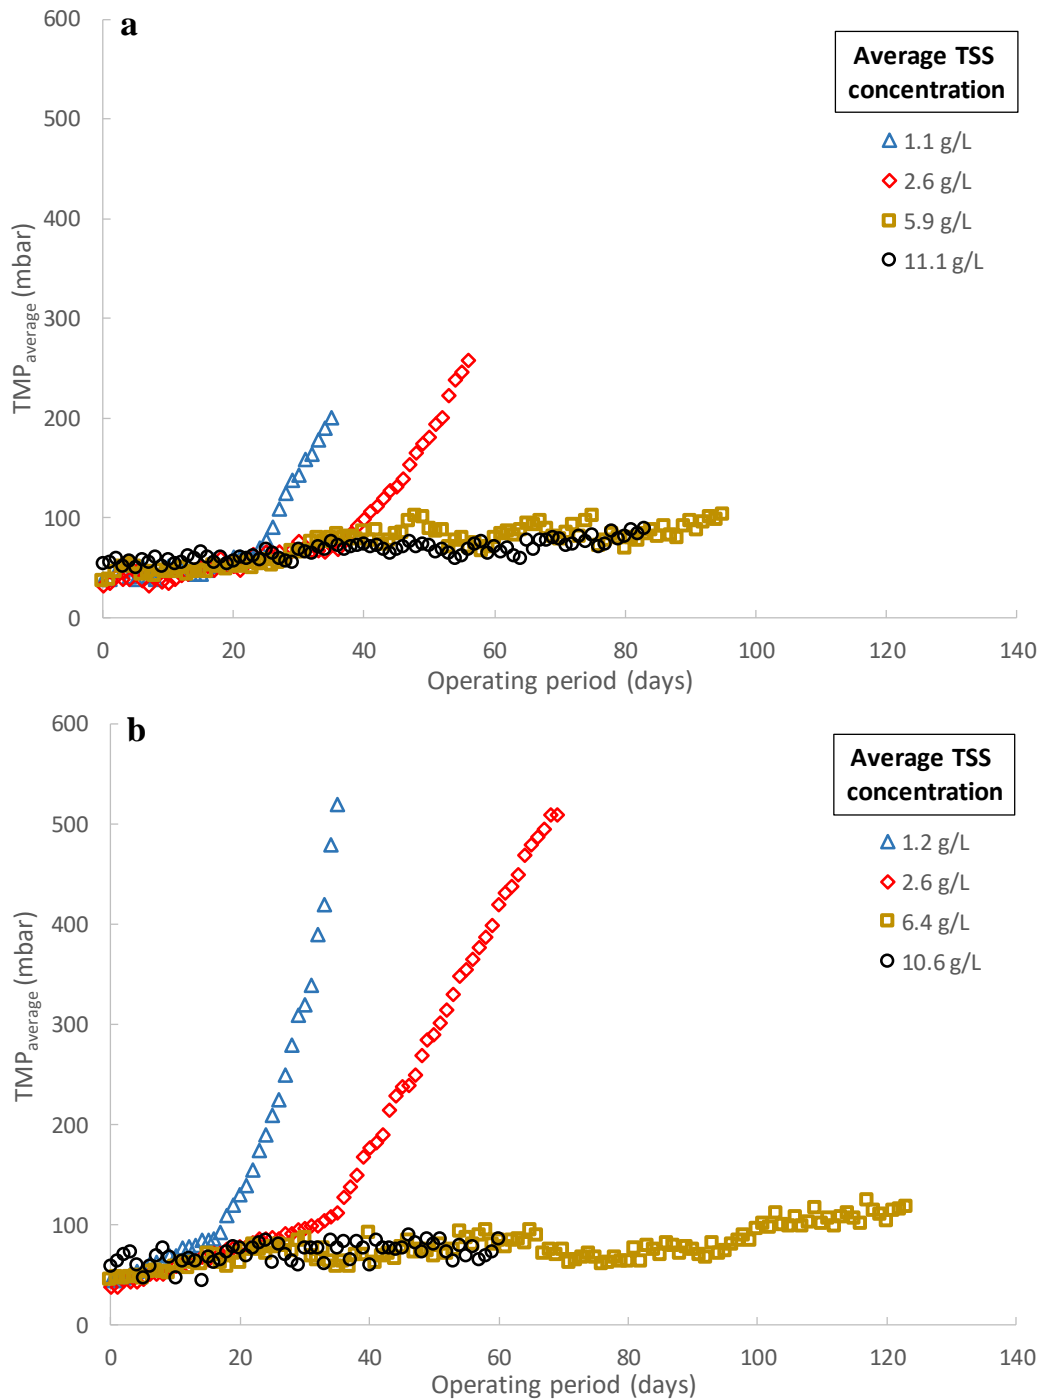 a
600
500
400
300
200
100
0
TMPaverage (mbar)
0 20 40 60 80 100 120 140
Operating period (days)
Average TSS
concentration
1.1 g/L
2.6 g/L
5.9 g/L
11.1 g/L
b
600
500
400
300
200
100
0
TMPaverage (mbar)
0 20 40 60 80 100 120 140
Operating period (days)
Average TSS
concentration
1.2 g/L
2.6 g/L
6.4 g/L
10.6 g/L